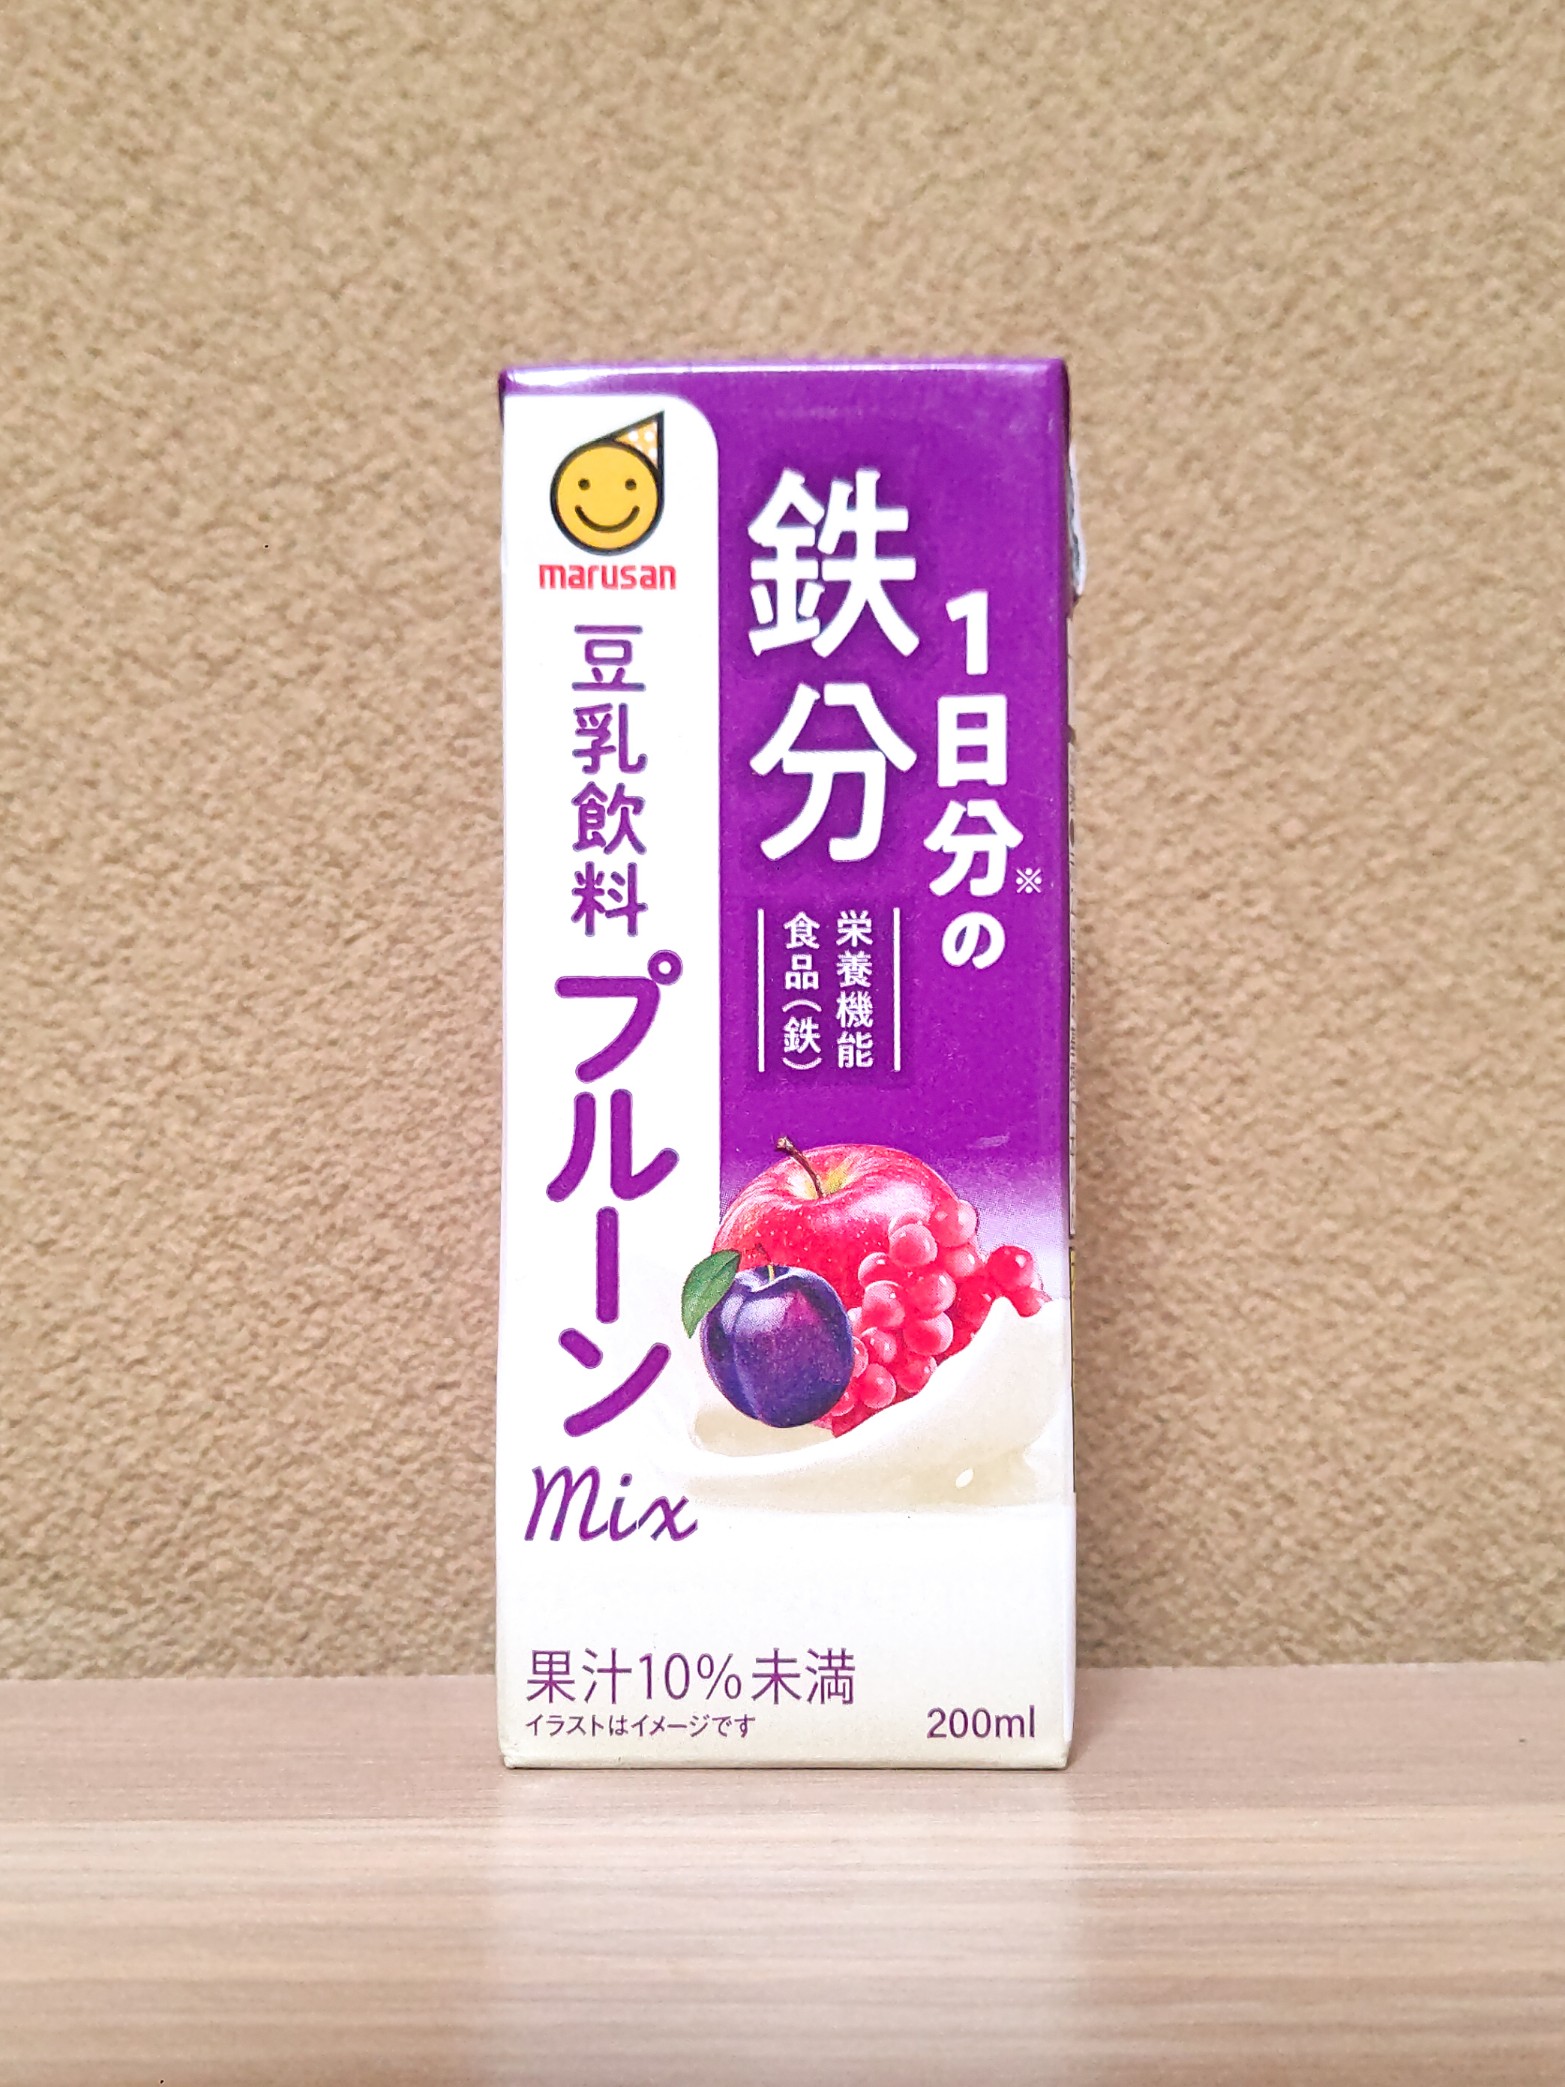 marusan
1日分※の
鉄分
栄養機能
食品(鉄)
豆乳飲料
プルーン
mix
果汁10%未満
イラストはイメージです
200ml